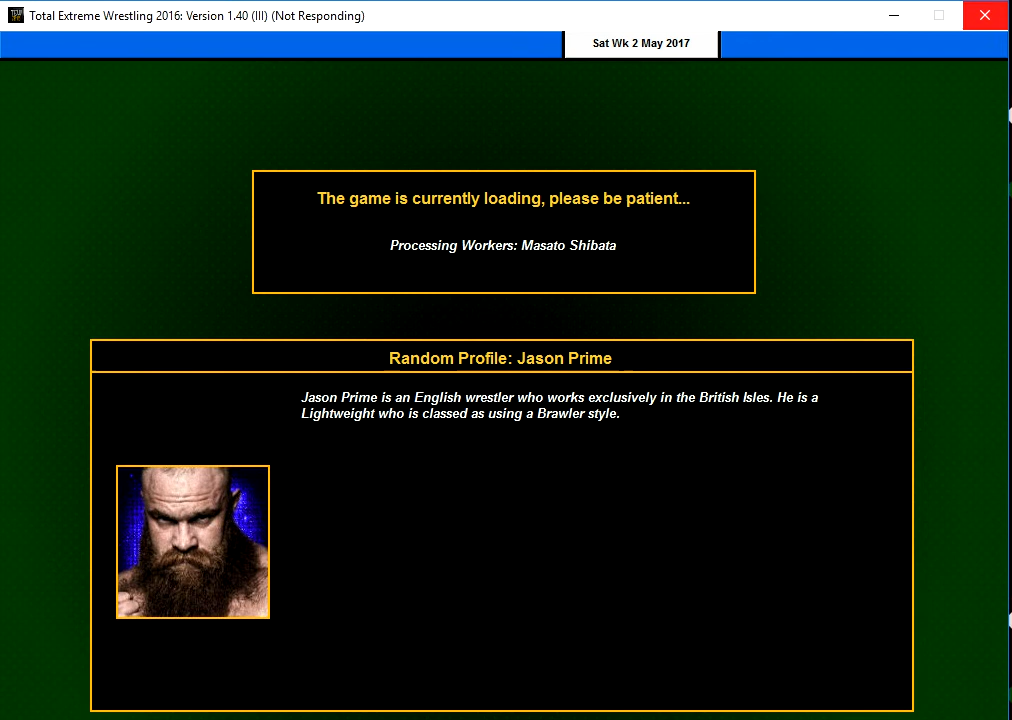 Total Extreme Wrestling 2016: Version 1.40 (III) (Not Responding)
Sat Wk 2 May 2017
The game is currently loading, please be patient...
Processing Workers: Masato Shibata
Random Profile: Jason Prime
Jason Prime is an English wrestler who works exclusively in the British Isles. He is a
Lightweight who is classed as using a Brawler style.